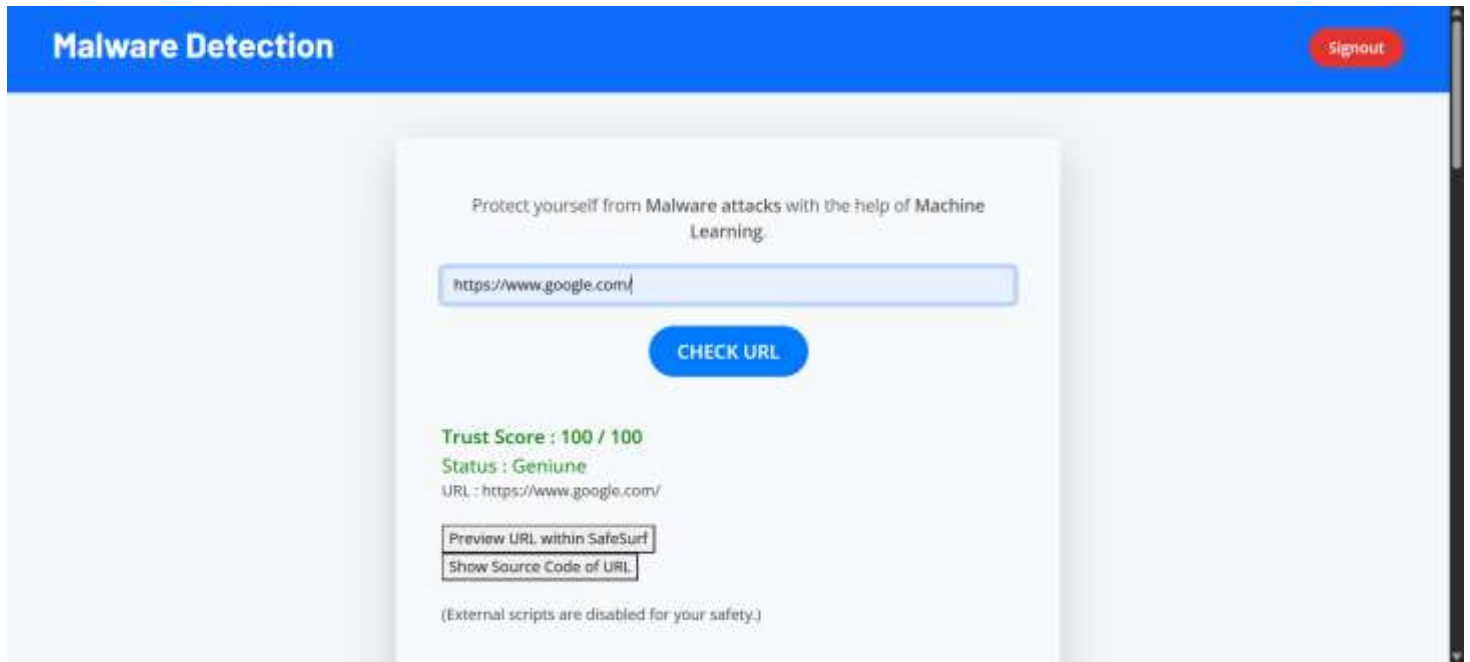 Malware Detection
Signout
Protect yourself from Malware attacks with the help of Machine
Learning.
https://www.google.com/
CHECK URL
Trust Score : 100 / 100
Status : Geniune
URL : https://www.google.com/
Preview URL within SafeSurf
Show Source Code of URL
(External scripts are disabled for your safety.)